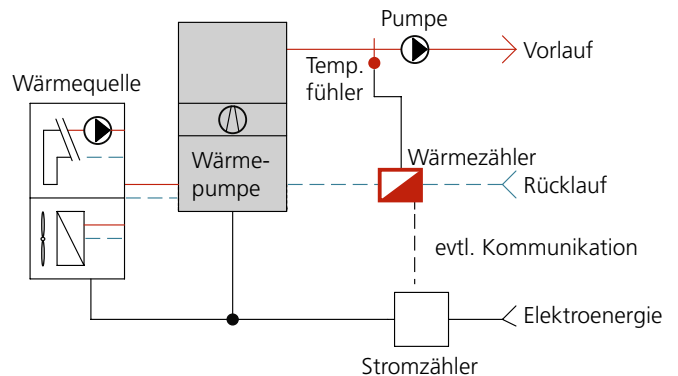 Pumpe
Vorlauf
Temp.
fühler
Wärmequelle
Wärme-
pumpe
Wärmezähler
Rücklauf
evtl. Kommunikation
Elektroenergie
Stromzähler